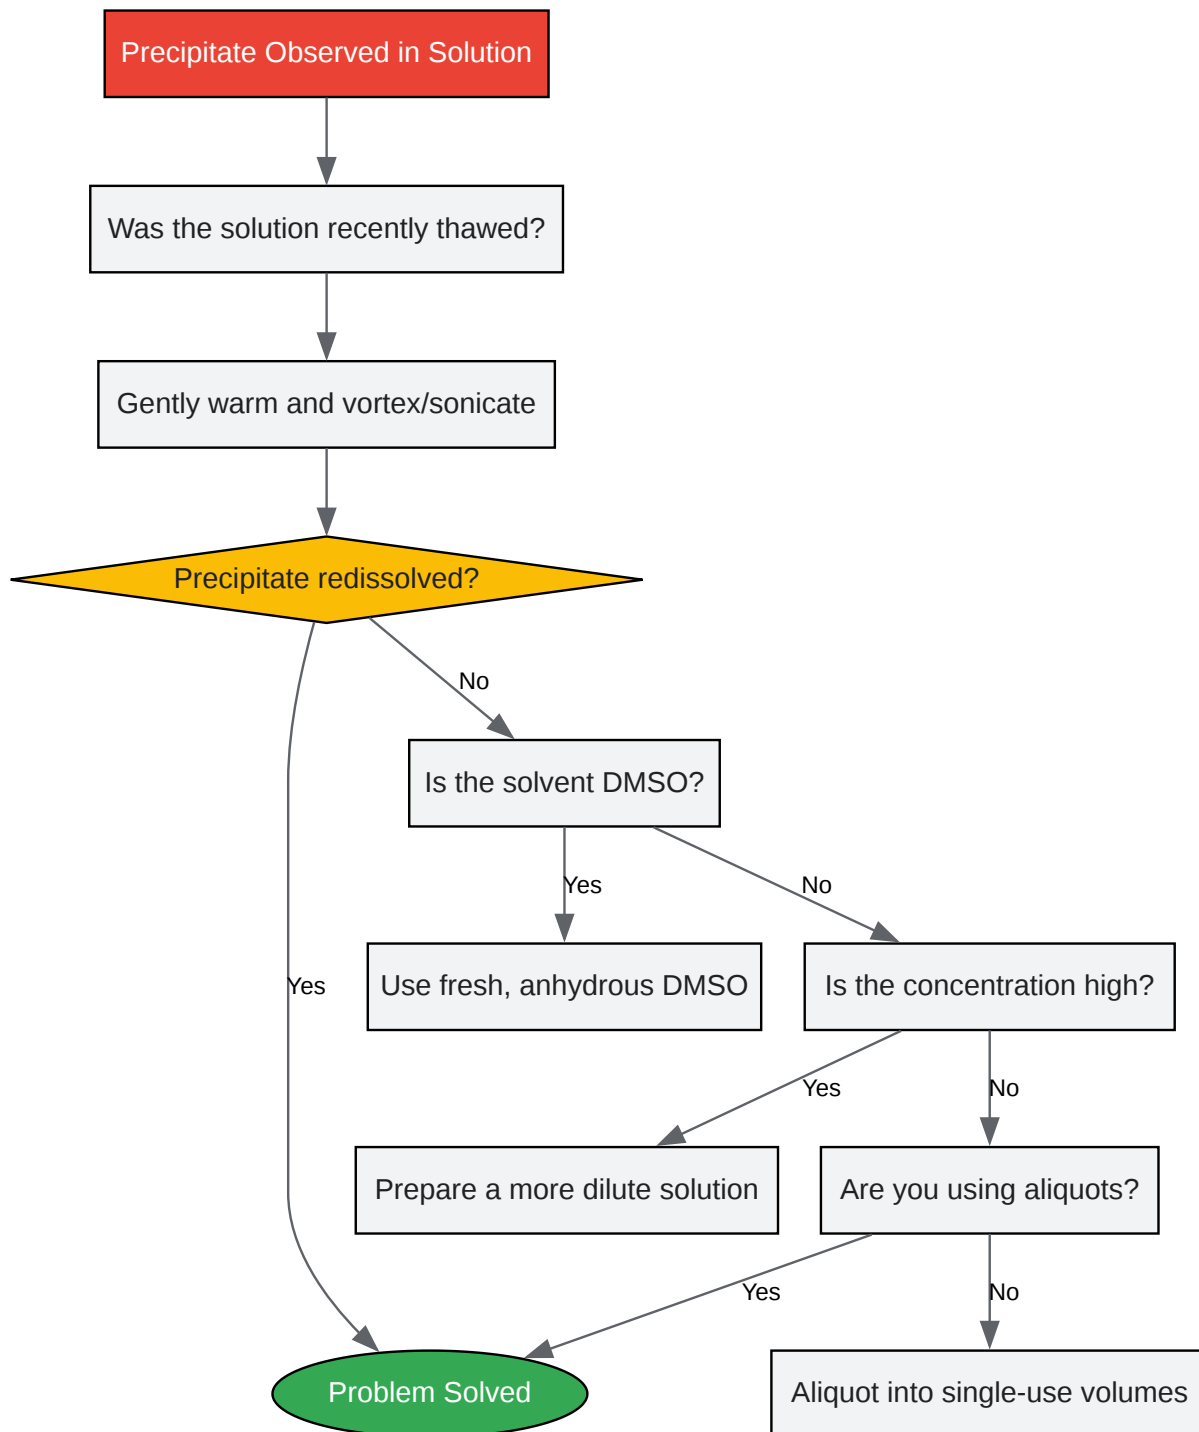 Precipitate Observed in Solution
Was the solution recently thawed?
Gently warm and vortex/sonicate
Precipitate redissolved?
No
Is the solvent DMSO?
Yes
No
Use fresh, anhydrous DMSO
Is the concentration high?
Yes
Yes
No
Prepare a more dilute solution
Are you using aliquots?
Yes
No
Problem Solved
Aliquot into single-use volumes